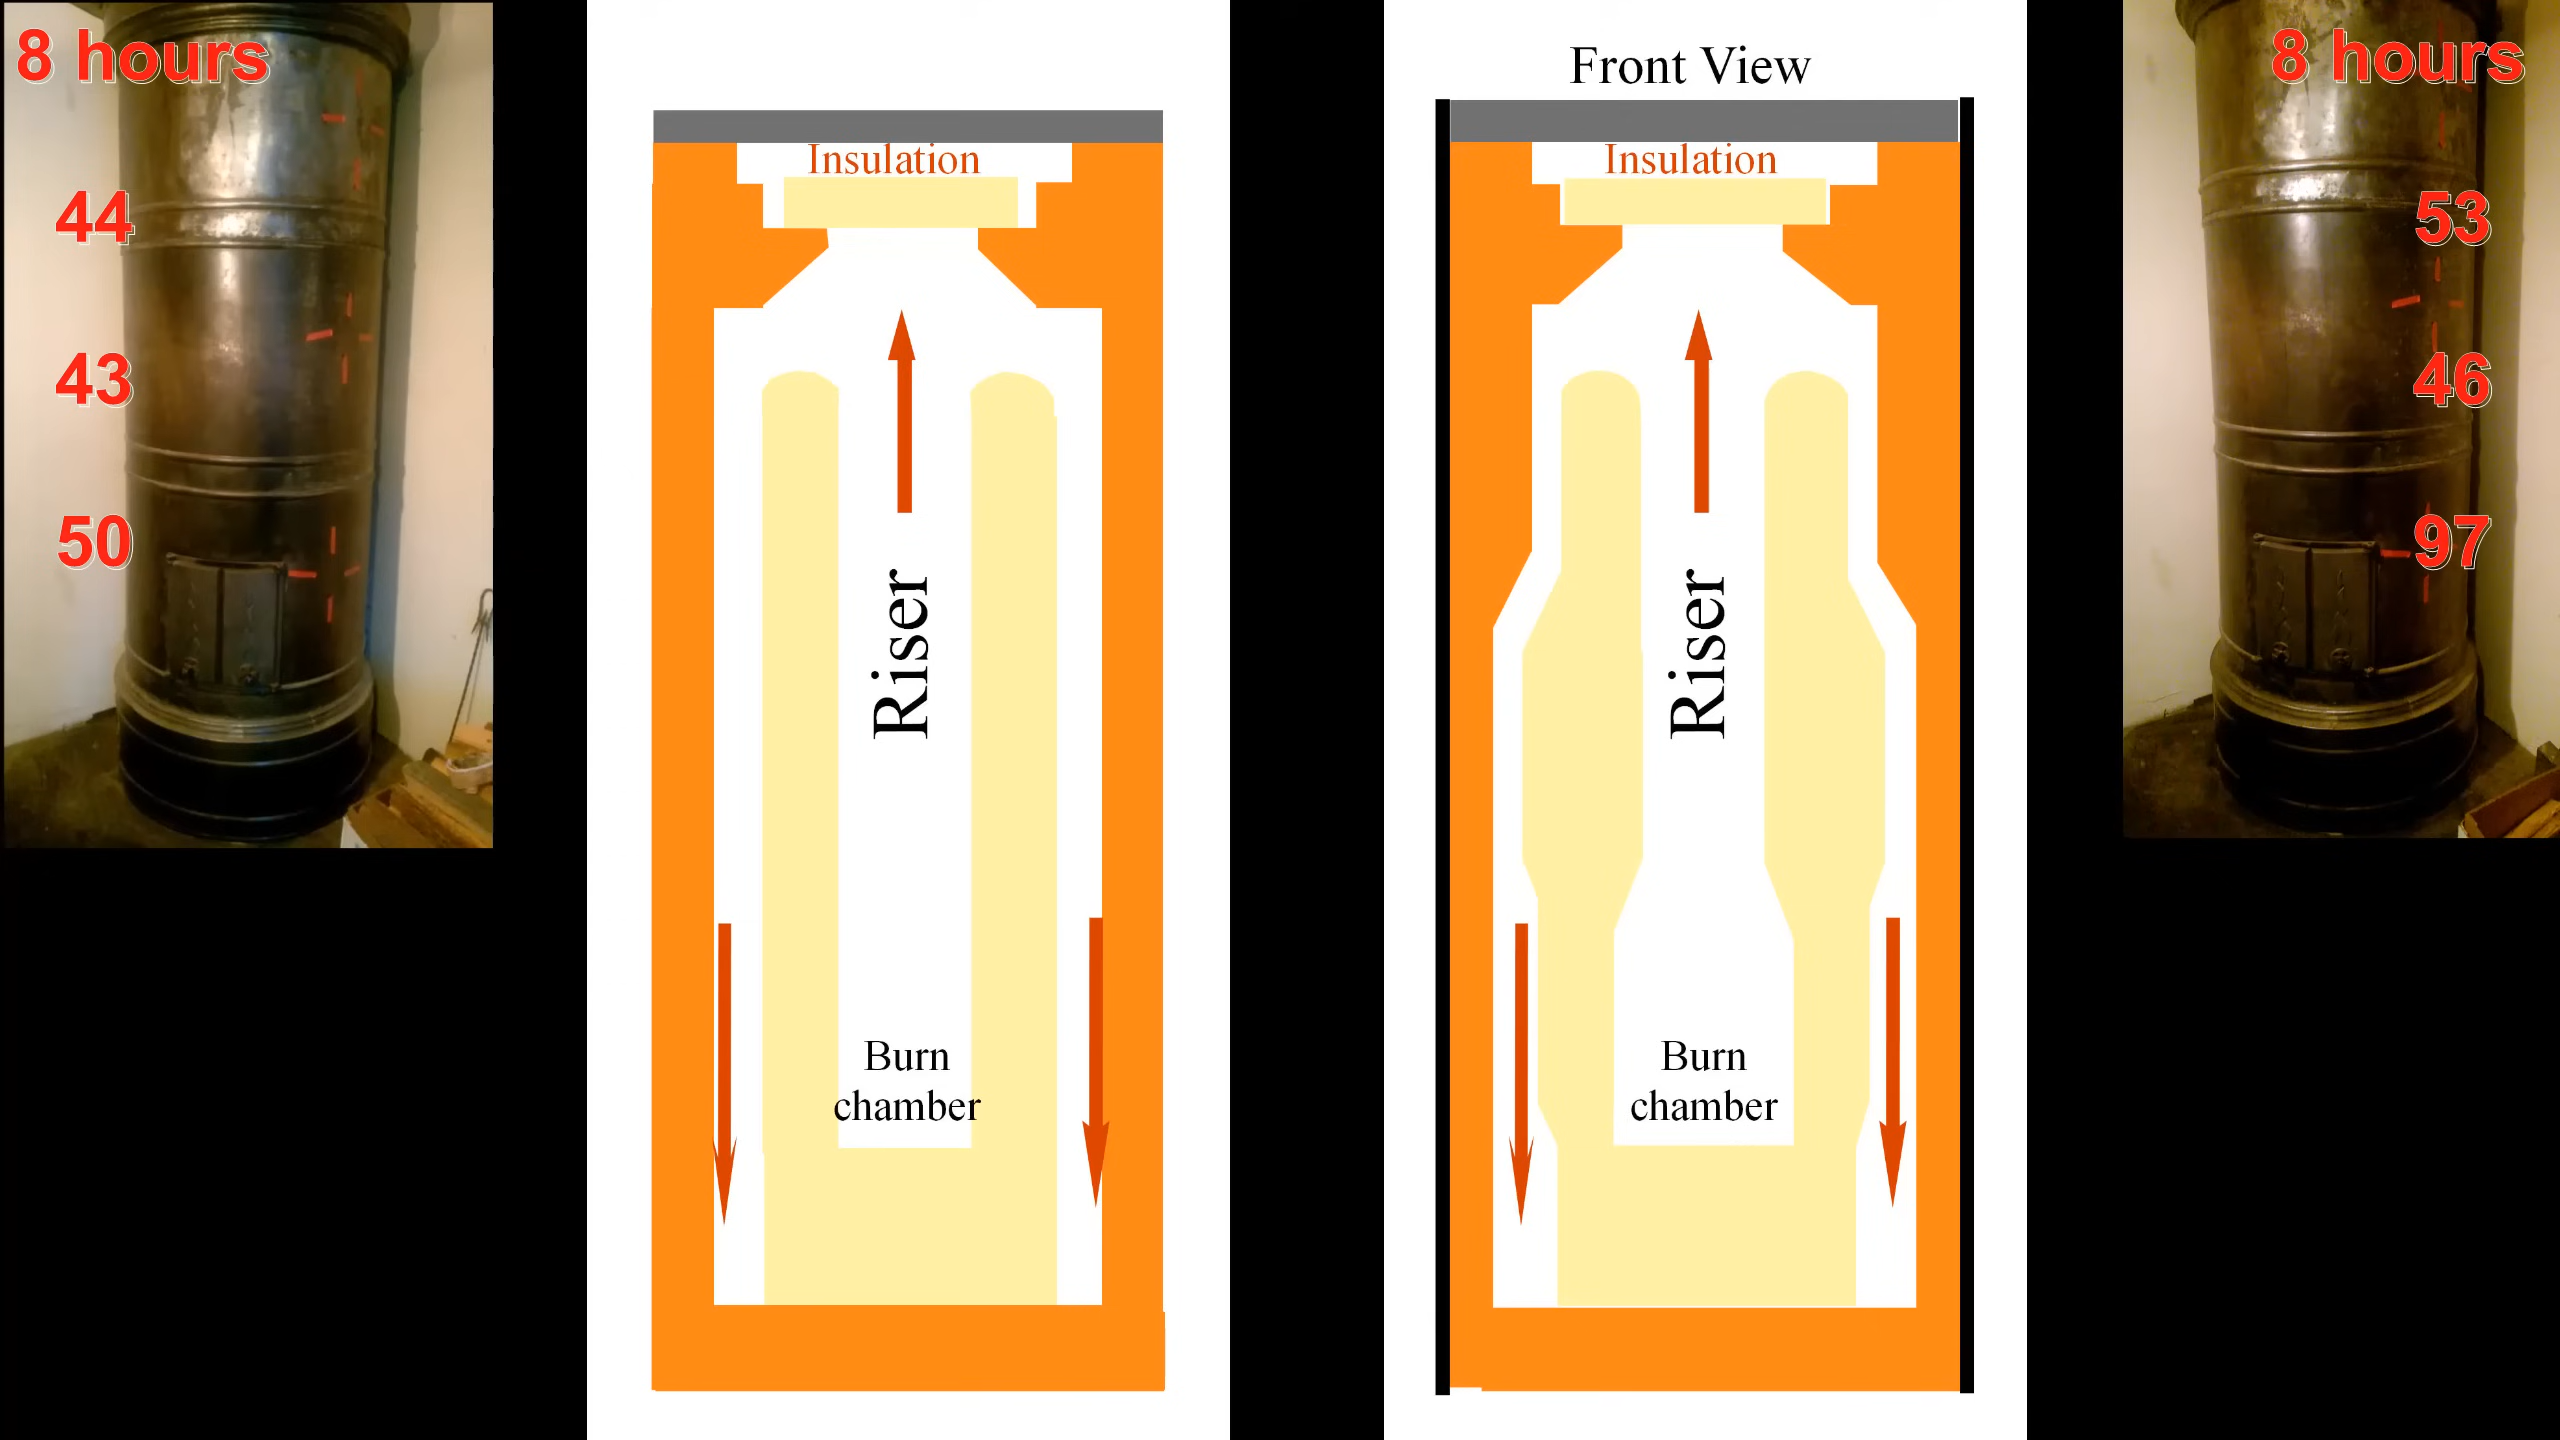 8 hours
44
43
50
Insulation
Riser
Burn
chamber
Front View
Insulation
Riser
Burn
chamber
8 hours
53
46
97